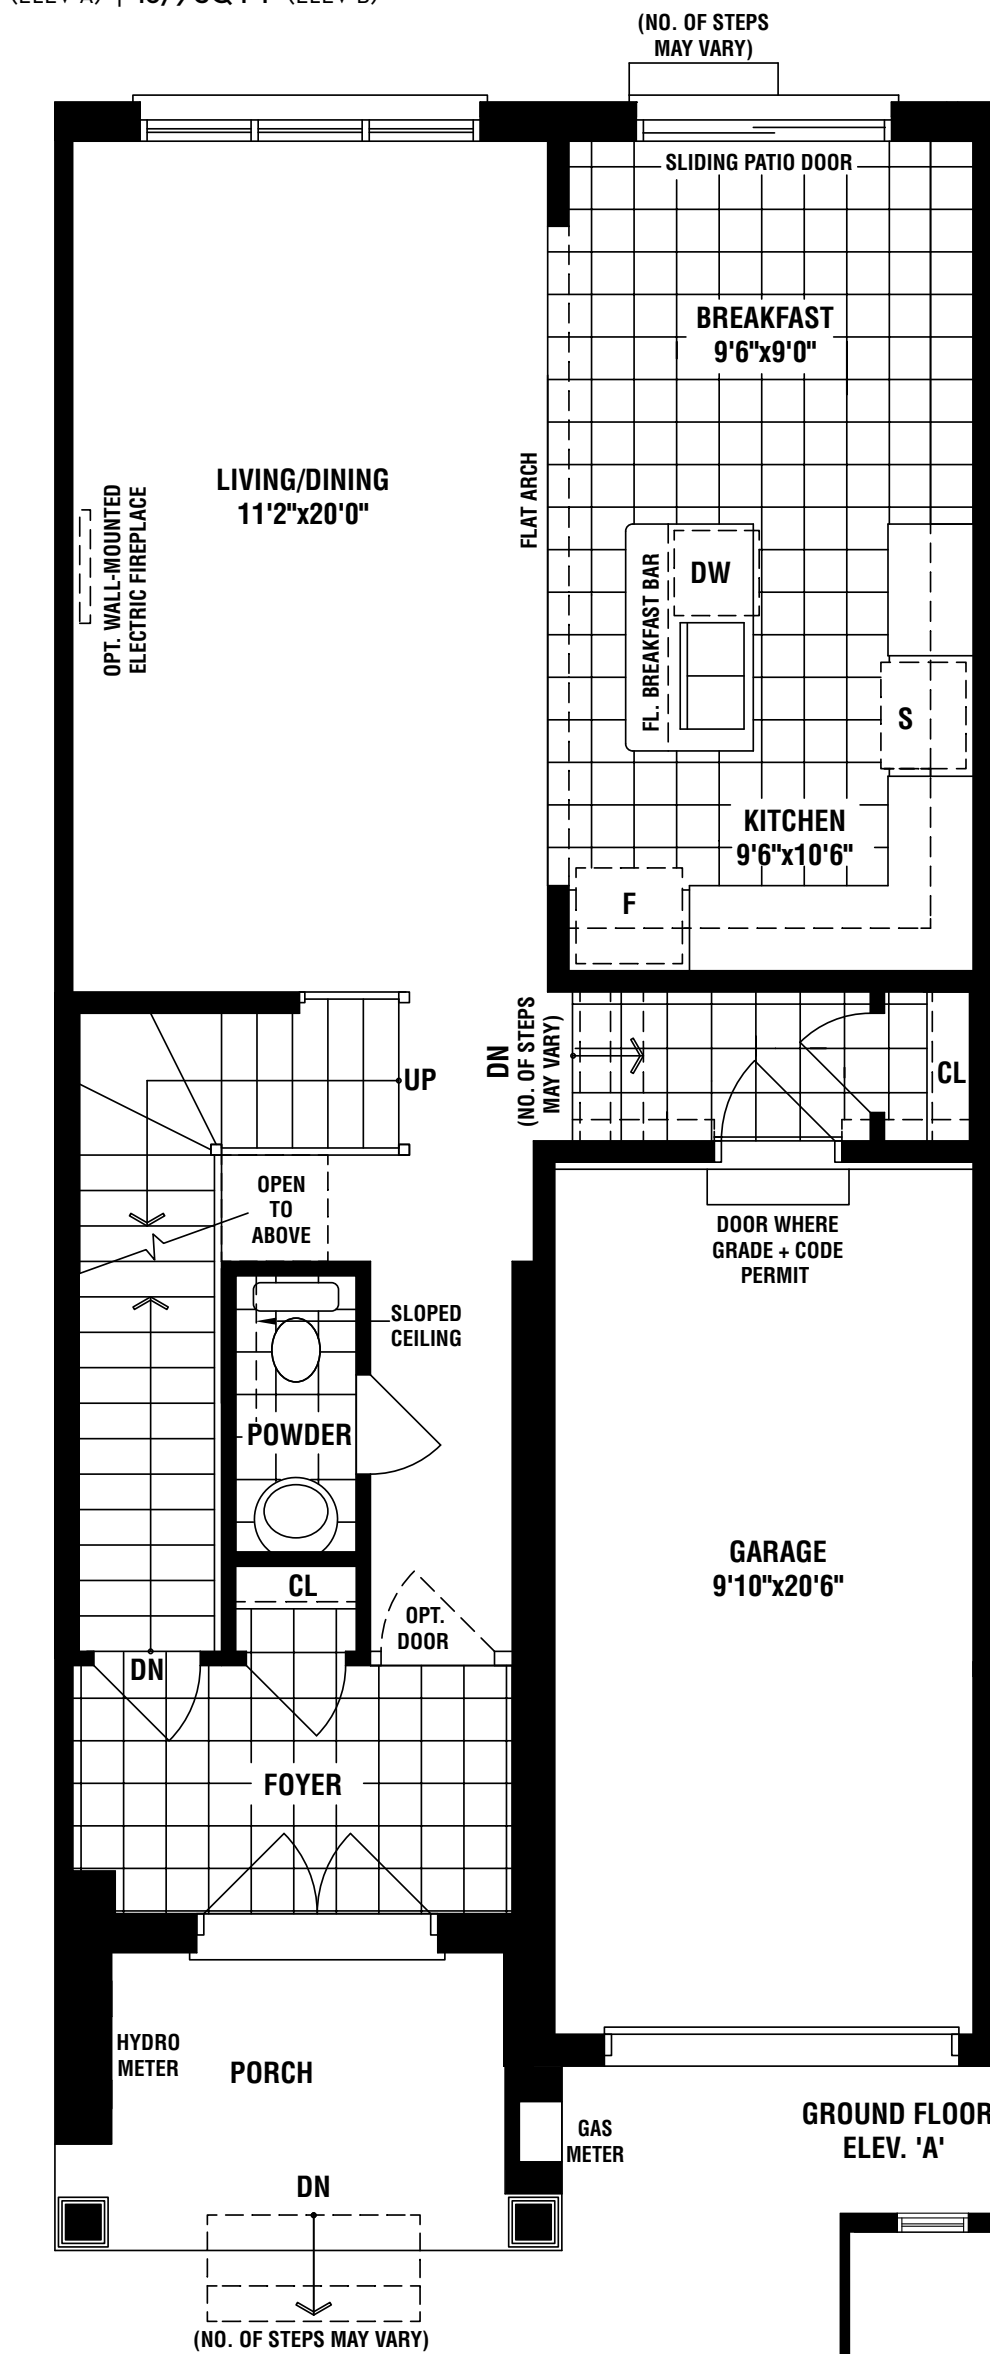 (NO. OF STEPS
MAY VARY)
SLIDING PATIO DOOR
BREAKFAST
9'6"x9'0"
LIVING/DINING
11'2"x20'0"
OPT. WALL-MOUNTED
ELECTRIC FIREPLACE
FLAT ARCH
FL. BREAKFAST BAR
DW
S
KITCHEN
9'6"x10'6"
F
UP
DN
(NO. OF STEPS
MAY VARY)
CL
OPEN
TO
ABOVE
DOOR WHERE
GRADE + CODE
PERMIT
SLOPED
CEILING
POWDER
GARAGE
9'10"x20'6"
CL
OPT.
DOOR
DN
FOYER
HYDRO
METER
PORCH
GAS
METER
GROUND FLOOR
ELEV. 'A'
DN
(NO. OF STEPS MAY VARY)